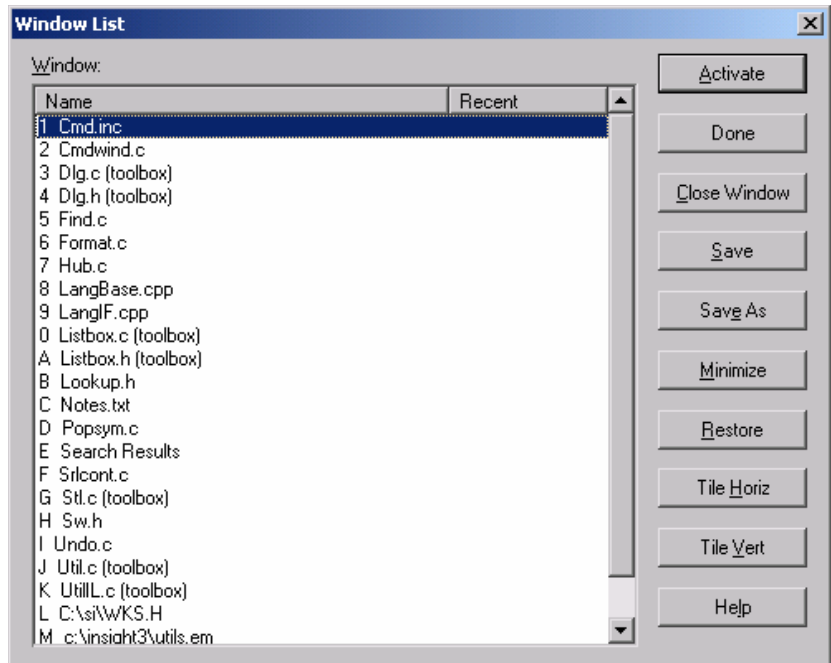 Window List
Window:
Name Recent
1 Cmd.inc
2 Cmdwind.c
3 Dlg.c (toolbox)
4 Dlg.h (toolbox)
5 Find.c
6 Format.c
7 Hub.c
8 LangBase.cpp
9 LangIF.cpp
0 Listbox.c (toolbox)
A Listbox.h (toolbox)
B Lookup.h
C Notes.txt
D Popsym.c
E Search Results
F Srlcont.c
G Stl.c (toolbox)
H Sw.h
I Undo.c
J Util.c (toolbox)
K UtilL.c (toolbox)
L C:\si\WKS.H
M c:\insight3\utils.em
Activate
Done
Close Window
Save
Save As
Minimize
Restore
Tile Horiz
Tile Vert
Help